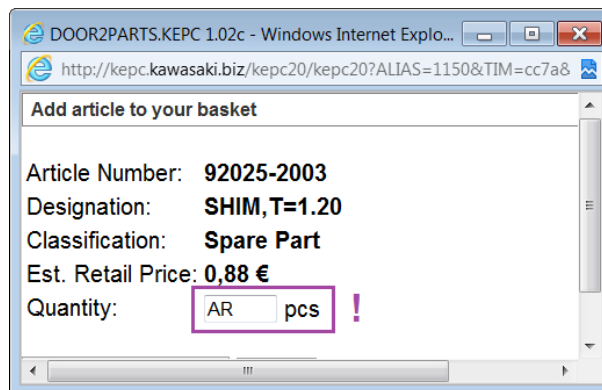 DOOR2PARTS.KEPC 1.02c - Windows Internet Explo...
http://kepc.kawasaki.biz/kepc20/kepc20?ALIAS=1150&TIM=cc7a&
Add article to your basket
Article Number: 92025-2003
Designation: SHIM,T=1.20
Classification: Spare Part
Est. Retail Price: 0,88 €
Quantity: AR pcs !